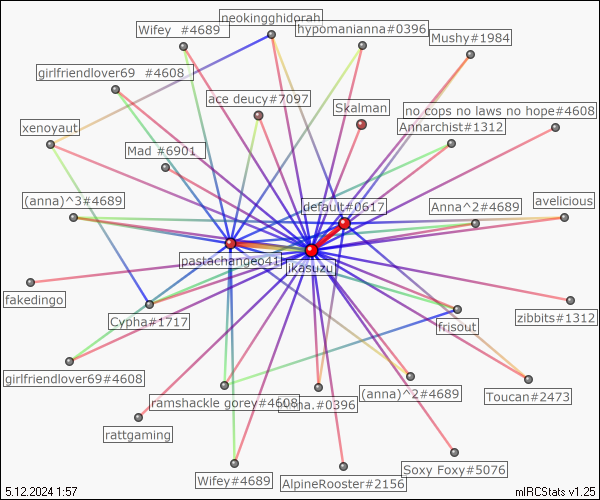 neokingghidorah
Wifey #4689
hypomanianna#0396
Mushy#1984
girlfriendlover69 #4608
ace deucy#7097
Skalman
no cops no laws no hope#4608
xenoyaut
Annarchist#1312
Mad #6901
(anna)^3#4689
default#0617
Anna^2#4689
avelicious
pastachangeo41
jikasuzu
fakedingo
Cypha#1717
frisout
zibbits#1312
girlfriendlover69#4608
ramshackle gorey#4608
.#0396
(anna)^2#4689
Toucan#2473
rattgaming
Wifey#4689
AlpineRooster#2156
Soxy Foxy#5076
5.12.2024 1:57
mIRCStats v1.25